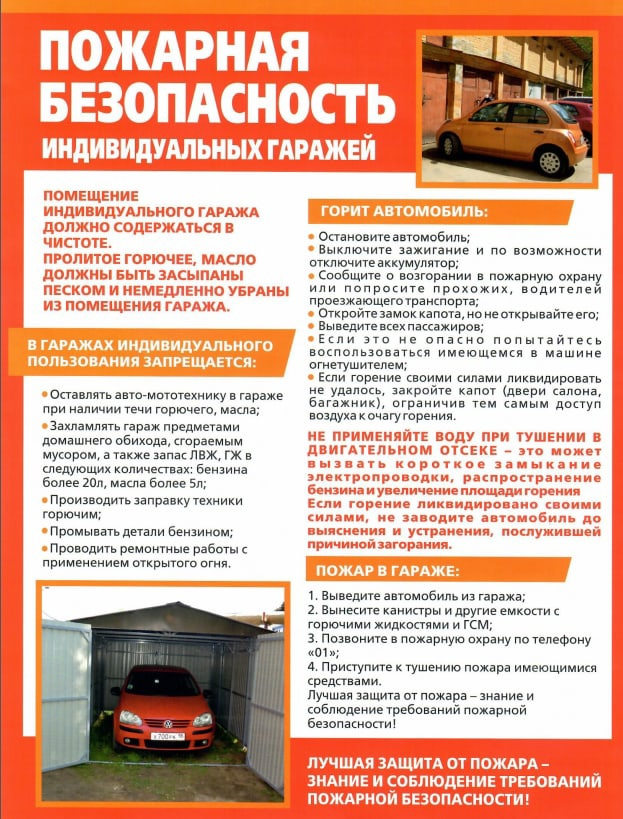 ПОЖАРНАЯ
БЕЗОПАСНОСТЬ
ИНДИВИДУАЛЬНЫХ ГАРАЖЕЙ
ПОМЕЩЕНИЕ
ИНДИВИДУАЛЬНОГО ГАРАЖА
ДОЛЖНО СОДЕРЖАТЬСЯ В
ЧИСТОТЕ.
ПРОЛИТОЕ ГОРЮЧЕЕ, МАСЛО
ДОЛЖНЫ БЫТЬ ЗАСЫПАНЫ
ПЕСКОМ И НЕМЕДЛЕННО УБРАНЫ
ИЗ ПОМЕЩЕНИЯ ГАРАЖА.
В ГАРАЖАХ ИНДИВИДУАЛЬНОГО
ПОЛЬЗОВАНИЯ ЗАПРЕЩАЕТСЯ:
• Оставлять авто-мототехнику в гараже
при наличии течи горючего, масла;
• Захламлять гараж предметами
домашнего обихода, сгораемым
мусором, а также запас ЛВЖ, ГЖ в
следующих количествах: бензина
более 20л, масла более 5л;
• Производить заправку техники
горючим;
• Промывать детали бензином;
• Проводить ремонтные работы с
применением открытого огня.
ГОРИТ АВТОМОБИЛЬ:
• Остановите автомобиль;
• Выключите зажигание и по возможности
отключите аккумулятор;
• Сообщите о возгорании в пожарную охрану
или попросите прохожих, водителей
проезжающего транспорта;
• Откройте замок капота, но не открывайте его;
• Выведите всех пассажиров;
• Если это не опасно попытайтесь
воспользоваться имеющемся в машине
огнетушителем;
• Если горение своими силами ликвидировать
не удалось, закройте капот (двери салона,
багажник), ограничив тем самым доступ
воздуха к очагу горения.
НЕ ПРИМЕНЯЙТЕ ВОДУ ПРИ ТУШЕНИИ В
ДВИГАТЕЛЬНОМ ОТСЕКЕ – это может
вызвать короткое замыкание
электропроводки, распространение
бензина и увеличение площади горения
Если горение ликвидировано своими
силами, не заводите автомобиль до
выяснения и устранения, послужившей
причиной загорания.
ПОЖАР В ГАРАЖЕ:
1. Выведите автомобиль из гаража;
2. Вынесите канистры и другие емкости с
горючими жидкостями и ГСМ;
3. Позвоните в пожарную охрану по телефону
«01»;
4. Приступите к тушению пожара имеющимися
средствами.
Лучшая защита от пожара – знание и
соблюдение требований пожарной
безопасности!
ЛУЧШАЯ ЗАЩИТА ОТ ПОЖАРА –
ЗНАНИЕ И СОБЛЮДЕНИЕ ТРЕБОВАНИЙ
ПОЖАРНОЙ БЕЗОПАСНОСТИ!